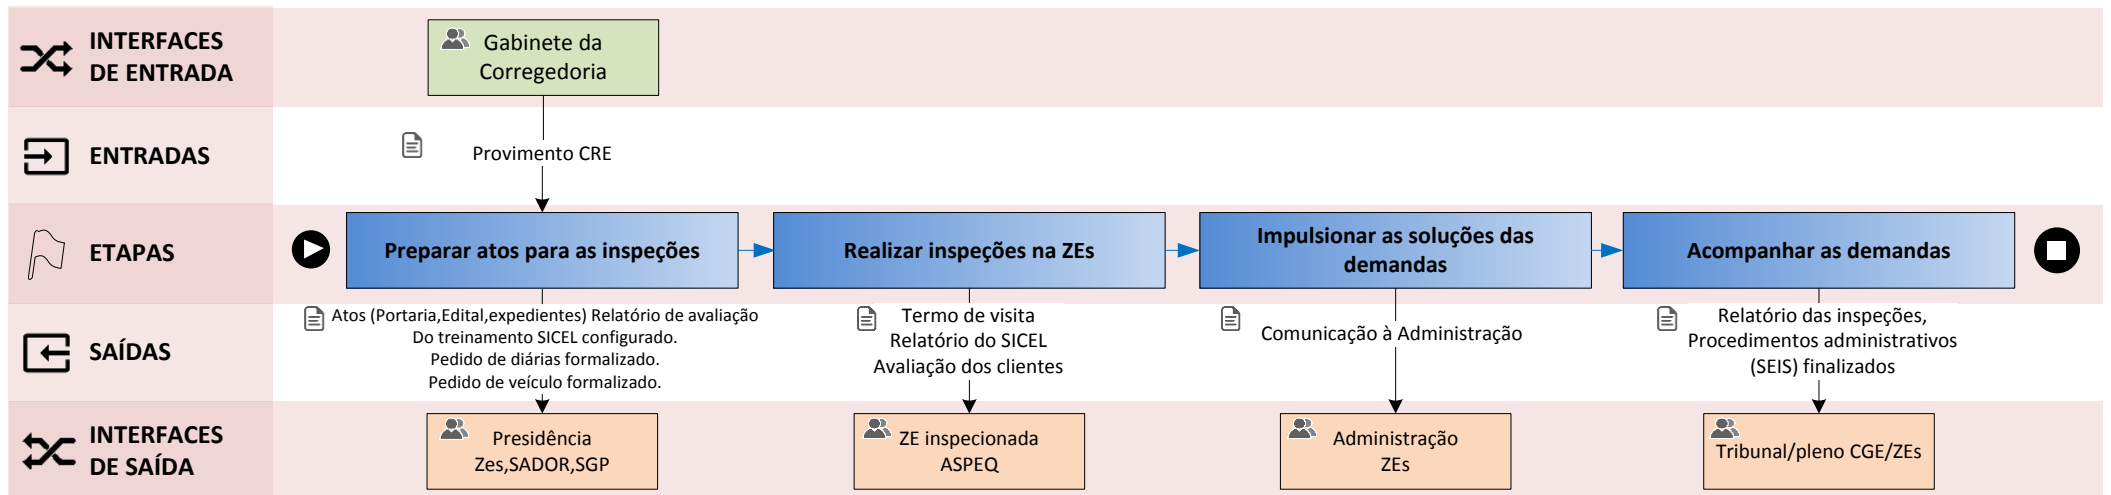 INTERFACES
DE ENTRADA
Gabinete da
Corregedoria
ENTRADAS
Provimento CRE
ETAPAS
Preparar atos para as inspeções
Realizar inspeções na ZEs
Impulsionar as soluções das
demandas
Acompanhar as demandas
SAÍDAS
Atos (Portaria,Edital,expedientes) Relatório de avaliação
Do treinamento SICEL configurado.
Pedido de diárias formalizado.
Pedido de veículo formalizado.
Termo de visita
Relatório do SICEL
Avaliação dos clientes
Comunicação à Administração
Relatório das inspeções,
Procedimentos administrativos
(SEIS) finalizados
INTERFACES
DE SAÍDA
Presidência
Zes,SADOR,SGP
ZE inspecionada
ASPEQ
Administração
ZEs
Tribunal/pleno CGE/ZEs